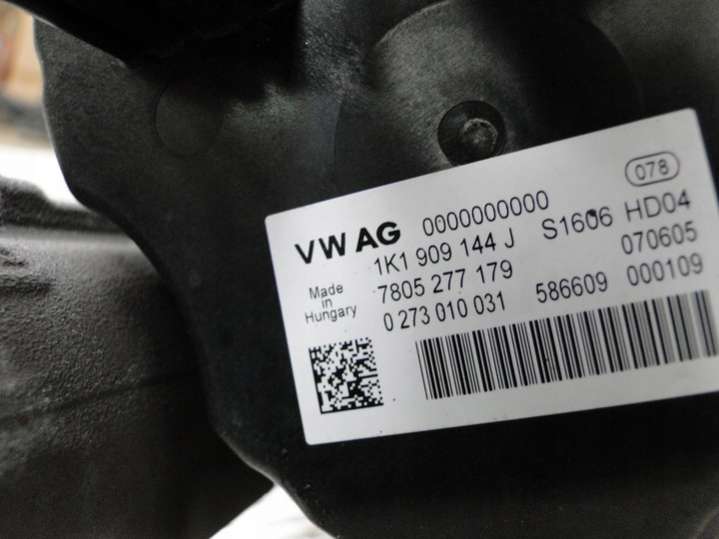 078
VW AG 0000000000
1K1 909 144 J S1606 HD04
7805 277 179 070605
0 273 010 031 586609 000109
Made
in
Hungary